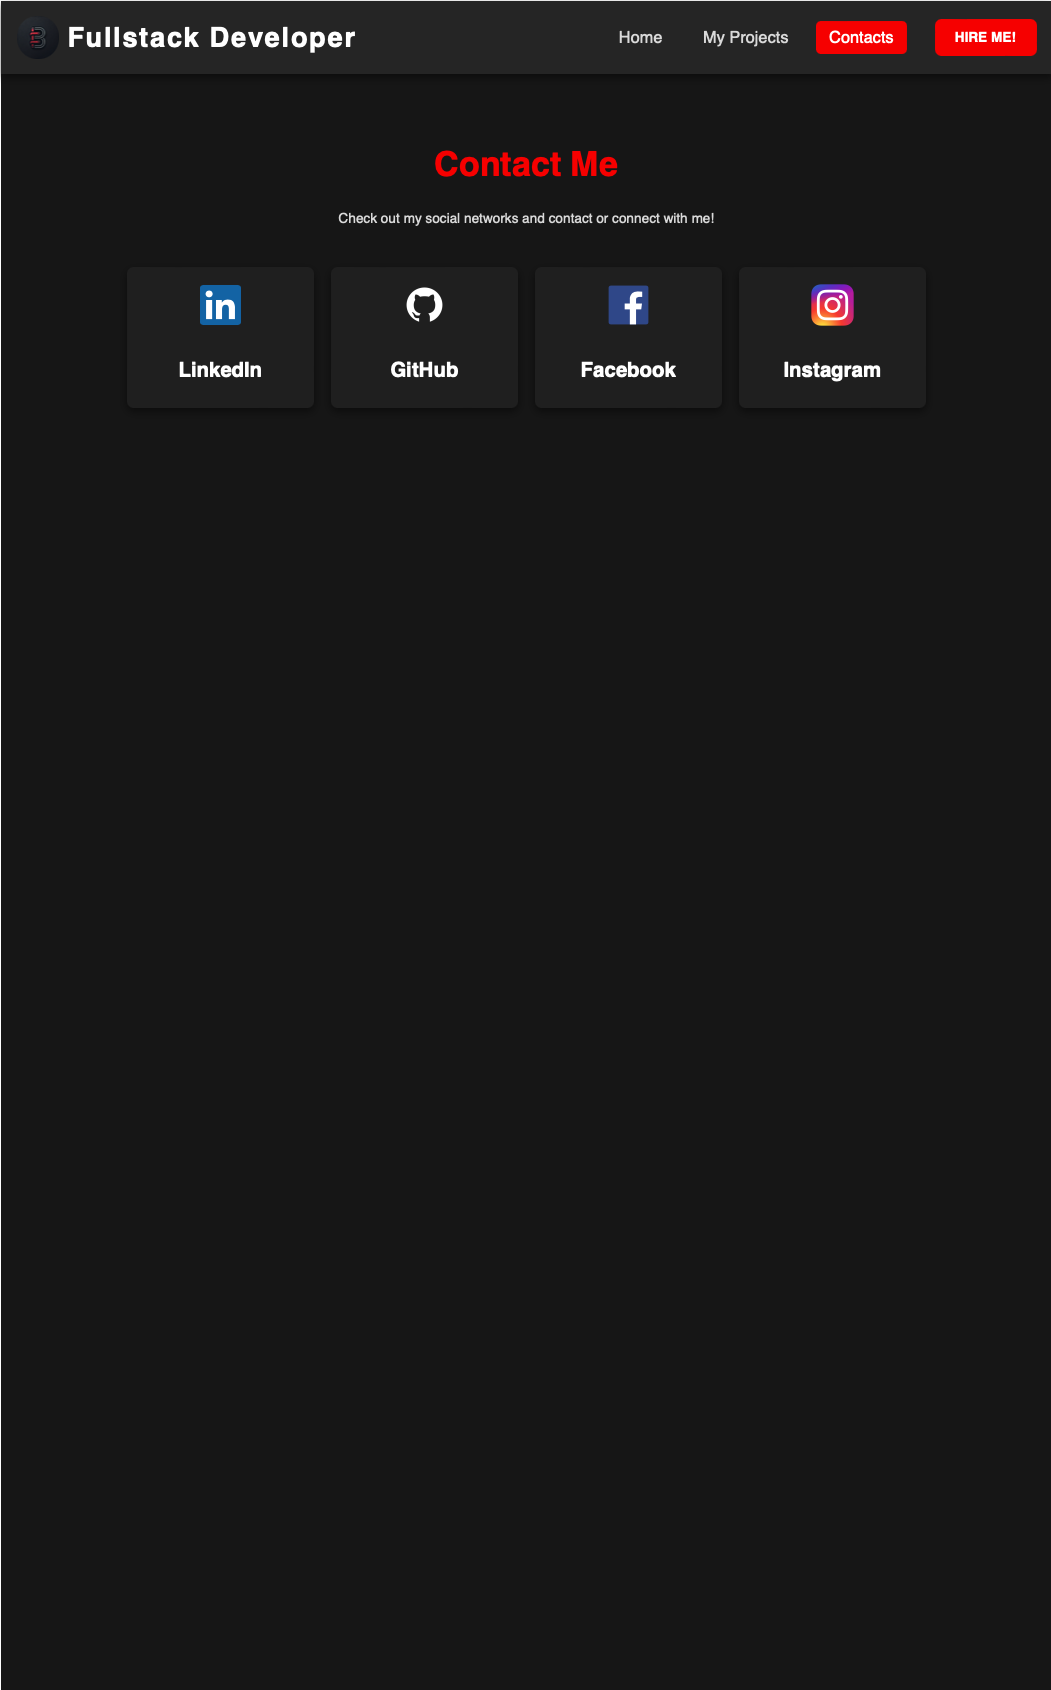 Fullstack Developer
Home
My Projects
Contacts
HIRE ME!
Contact Me
Check out my social networks and contact or connect with me!
LinkedIn
GitHub
Facebook
Instagram